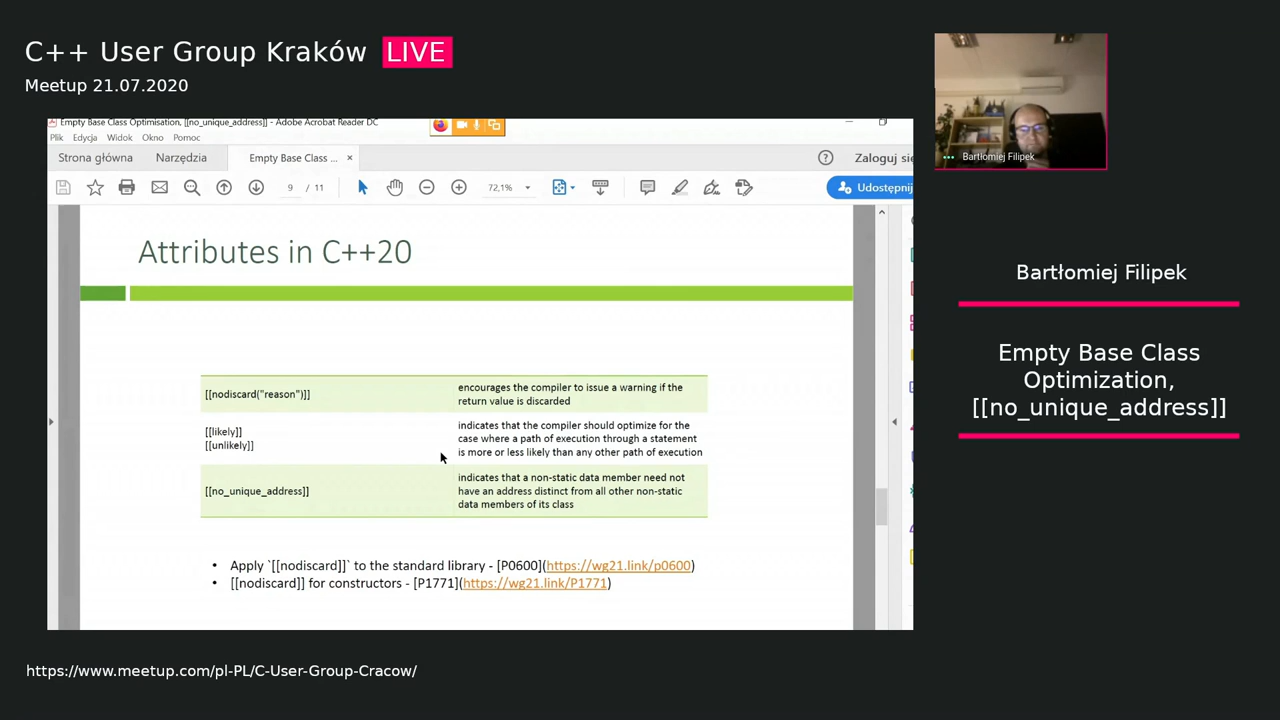 C++ User Group Kraków LIVE
Meetup 21.07.2020
Empty Base Class Optimisation, [[no_unique_address]] - Adobe Acrobat Reader DC
Plik Edycja Widok Okno Pomoc
Strona główna Narzędzia Empty Base Class ... × ? Zaloguj się
9 / 11 72,1% Udostępnij
Attributes in C++20
[[nodiscard("reason")]]
encourages the compiler to issue a warning if the
return value is discarded
[[likely]]
[[unlikely]]
indicates that the compiler should optimize for the
case where a path of execution through a statement
is more or less likely than any other path of execution
[[no_unique_address]]
indicates that a non-static data member need not
have an address distinct from all other non-static
data members of its class
• Apply `[[nodiscard]]` to the standard library - [P0600](https://wg21.link/p0600)
• [[nodiscard]] for constructors - [P1771](https://wg21.link/P1771)
Bartłomiej Filipek
Bartłomiej Filipek
Empty Base Class
Optimization,
[[no_unique_address]]
https://www.meetup.com/pl-PL/C-User-Group-Cracow/